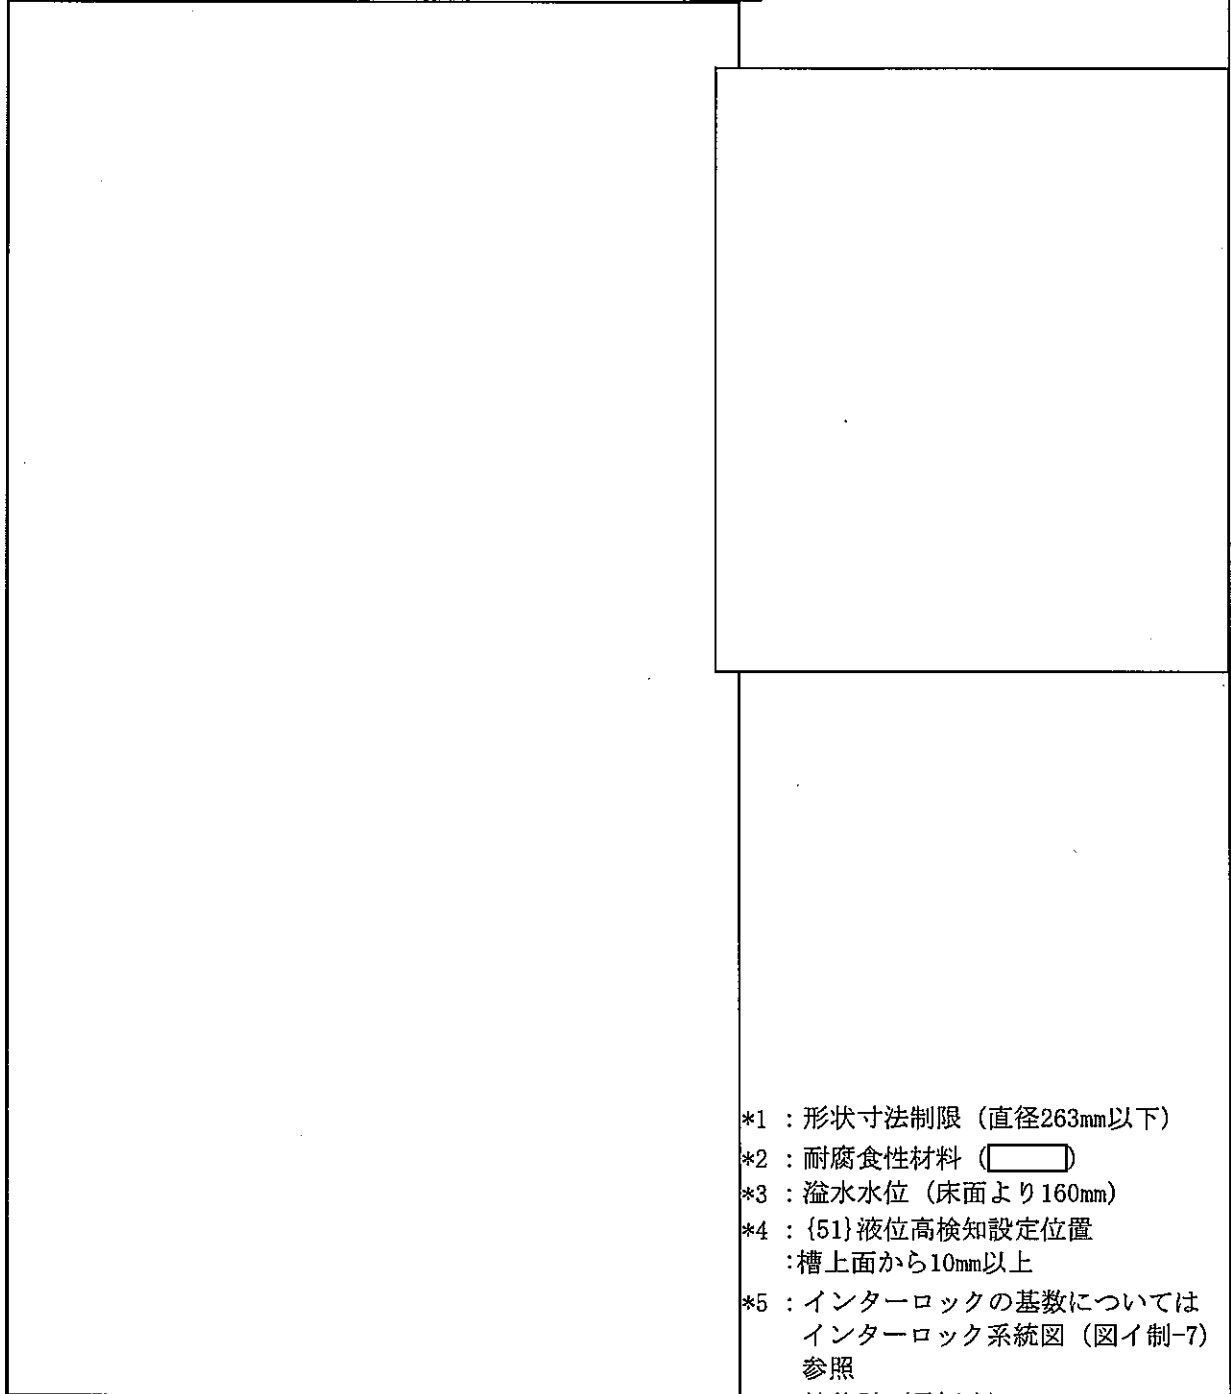 *1 : 形状寸法制限 (直径263mm以下)
*2 : 耐腐食性材料 ( )
*3 : 溢水水位 (床面より160mm)
*4 : {51}液位高検知設定位置
:槽上面から10mm以上
*5 : インターロックの基数については
インターロック系統図 (図イ制-7)
参照